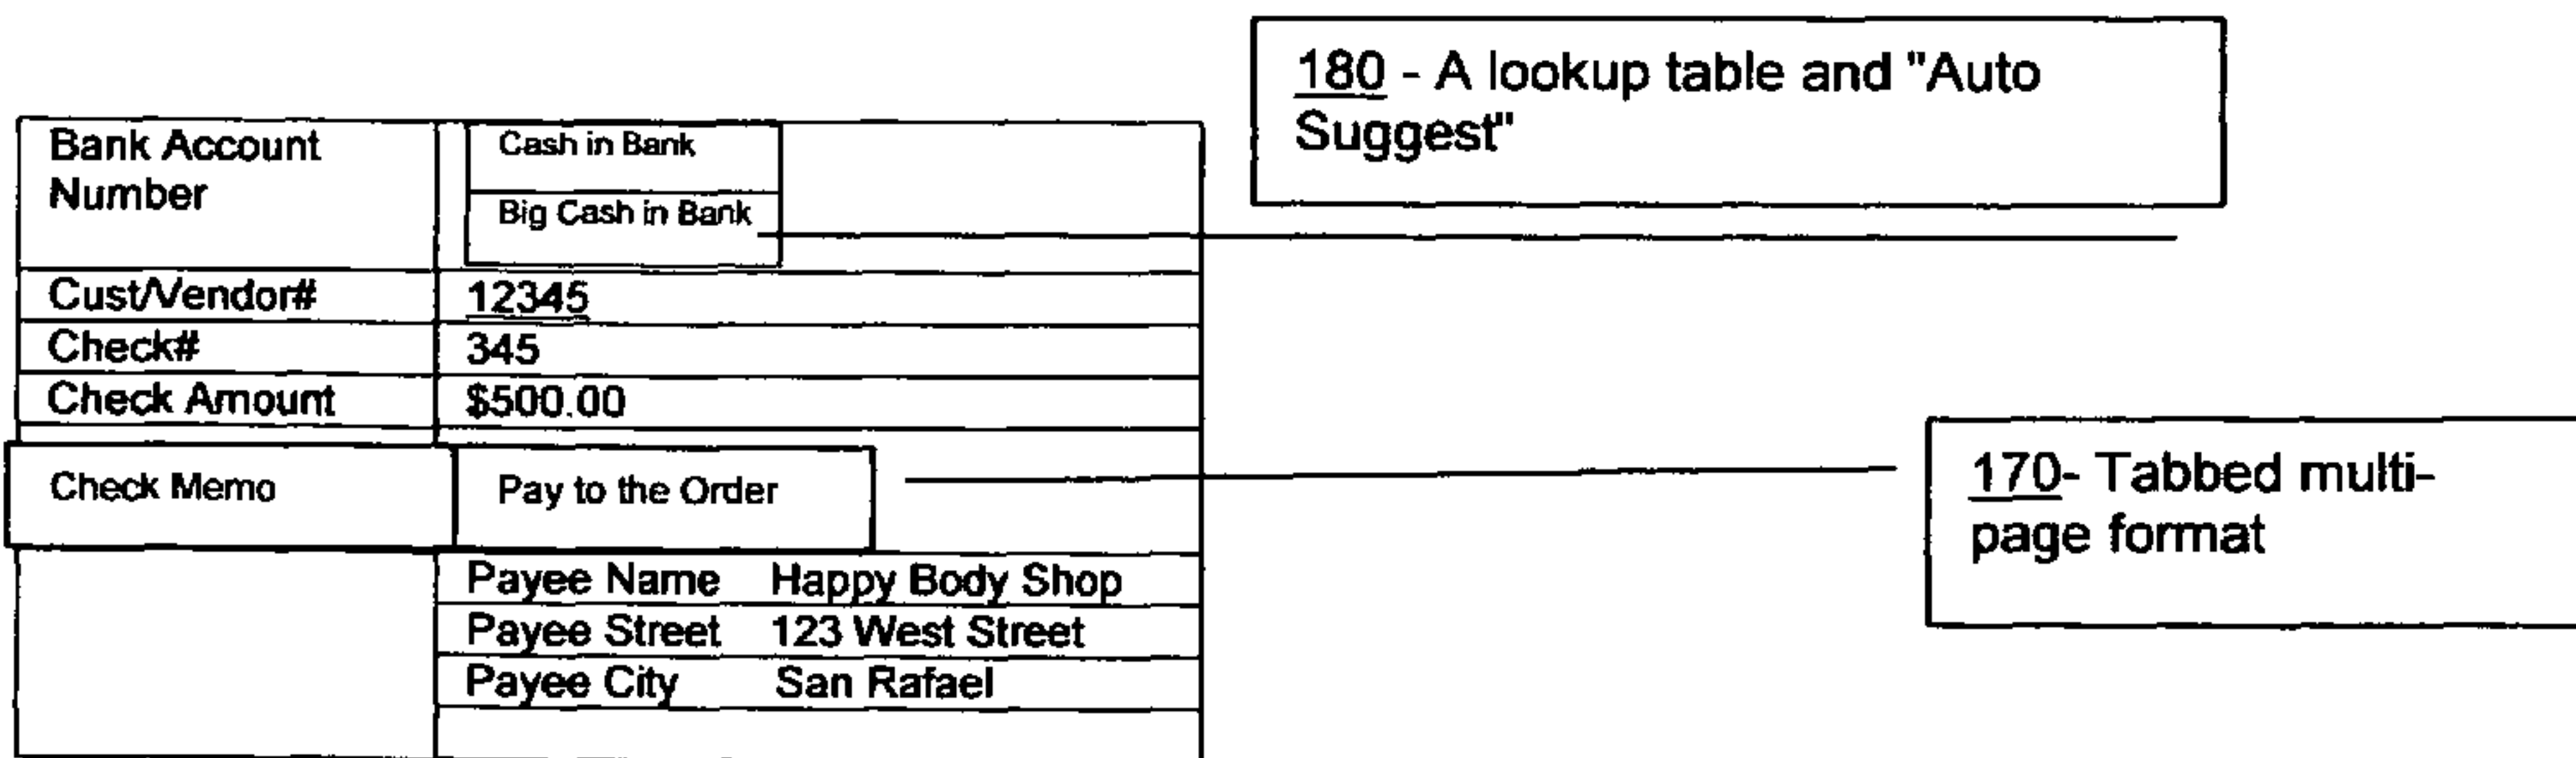 180 - A lookup table and "Auto
Suggest"
Bank Account
Number
Cash in Bank
Big Cash in Bank
Cust/Vendor# 12345
Check# 345
Check Amount $500.00
Check Memo Pay to the Order
170- Tabbed multi-
page format
Payee Name Happy Body Shop
Payee Street 123 West Street
Payee City San Rafael